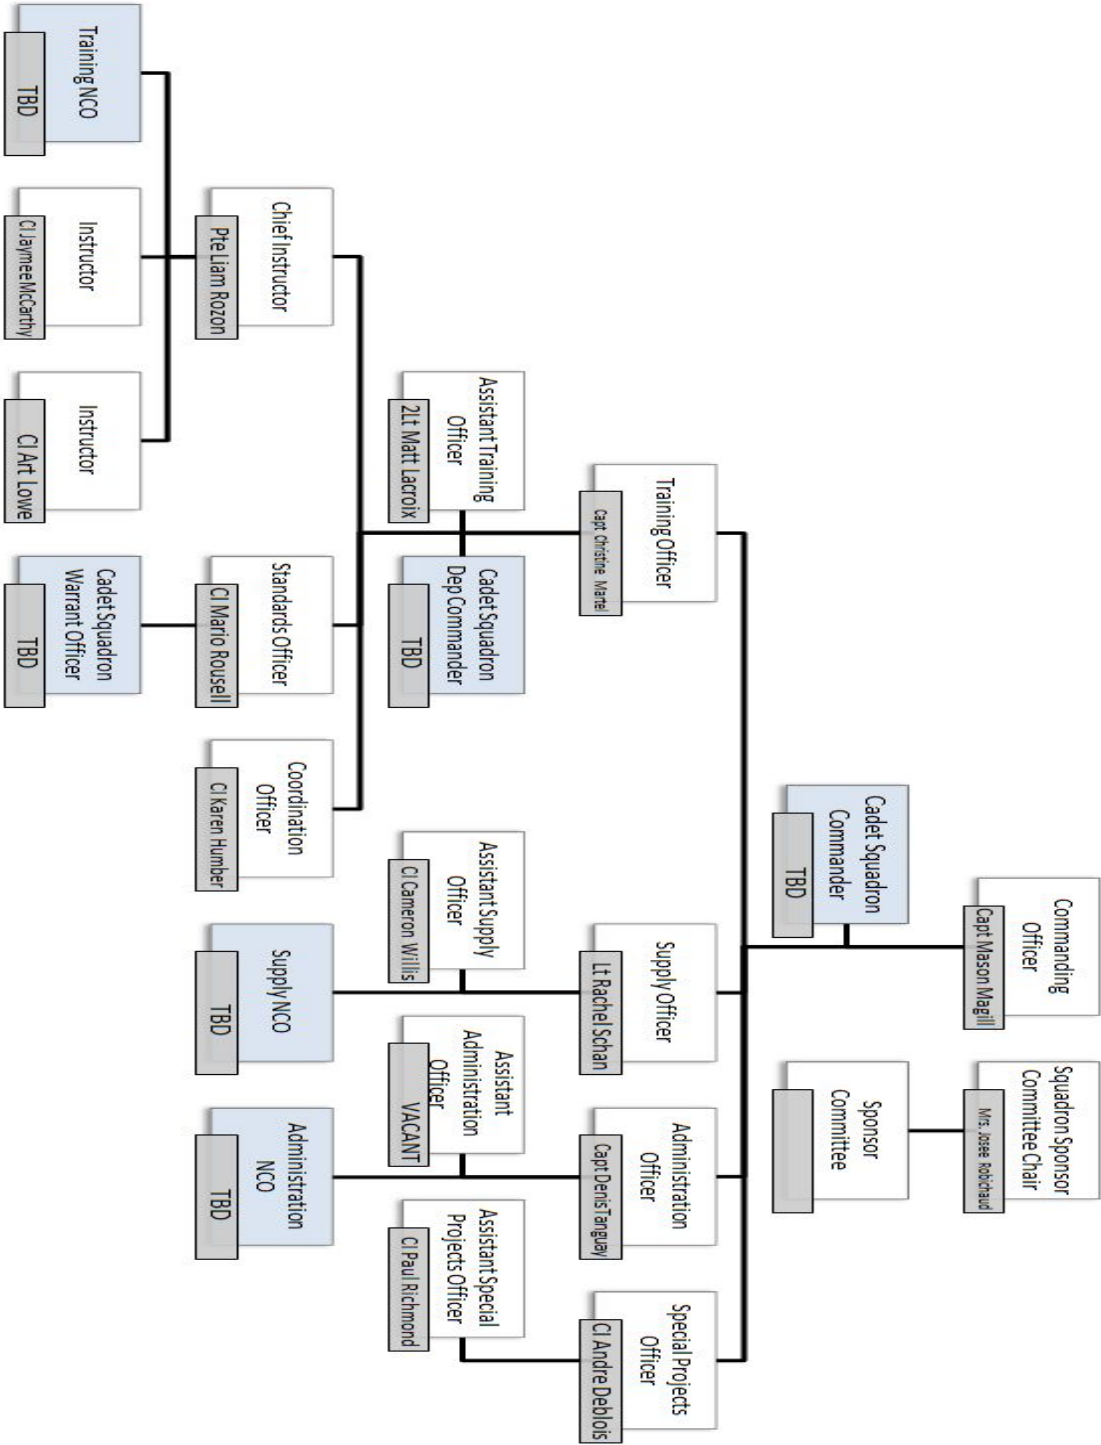 Commanding
Officer
Capt Mason Magill
Squadron Sponsor
Committee Chair
Mrs. Josee Robichaud
Cadet Squadron
Commander
TBD
Sponsor
Committee
Training Officer
Capt Christine Martel
Supply Officer
Lt Rachel Schan
Administration
Officer
Capt Denis Tanguay
Special Projects
Officer
CI Andre Deblois
Assistant Training
Officer
2Lt Matt Lacroix
Cadet Squadron
Dep Commander
TBD
Assistant Supply
Officer
CI Cameron Willis
Assistant
Administration
Officer
VACANT
Assistant Special
Projects Officer
CI Paul Richmond
Chief Instructor
Pte Liam Rozon
Standards Officer
CI Mario Rousell
Coordination
Officer
CI Karen Humber
Supply NCO
TBD
Administration
NCO
TBD
Training NCO
TBD
Instructor
CI Jaymee McCarthy
Instructor
CI Art Lowe
Cadet Squadron
Warrant Officer
TBD